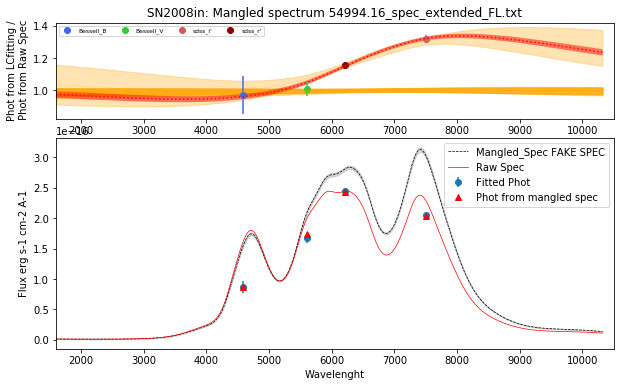 SN2008in: Mangled spectrum 54994.16_spec_extended_FL.txt
Phot from LCfitting /
Phot from Raw Spec
1.4
1.2
1.0
Bessell_B
Bessell_V
sdss_i'
sdss_r'
2000 3000 4000 5000 6000 7000 8000 9000 10000
1e−16
Flux erg s-1 cm-2 A-1
3.0
2.5
2.0
1.5
1.0
0.5
0.0
Mangled_Spec FAKE SPEC
Raw Spec
Fitted Phot
Phot from mangled spec
2000 3000 4000 5000 6000 7000 8000 9000 10000
Wavelenght